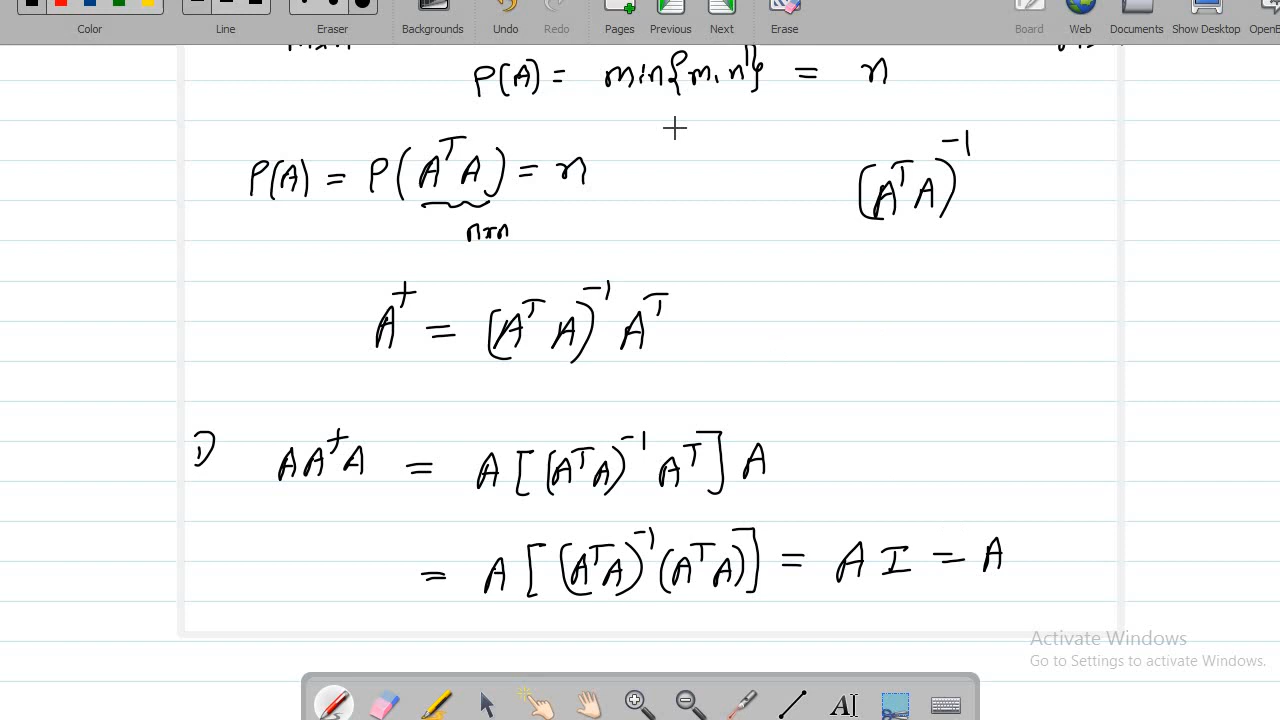 Color Line Eraser Backgrounds Undo Redo Pages Previous Next Erase Board Web Documents Show Desktop
ρ(A) = min{m, n} = n
ρ(A) = ρ(AᵀA) = n
(AᵀA)⁻¹
n×n
A⁺ = (AᵀA)⁻¹ Aᵀ
1) AA⁺A = A[(AᵀA)⁻¹ Aᵀ] A
= A[(AᵀA)⁻¹(AᵀA)] = A I = A
Activate Windows
Go to Settings to activate Windows.